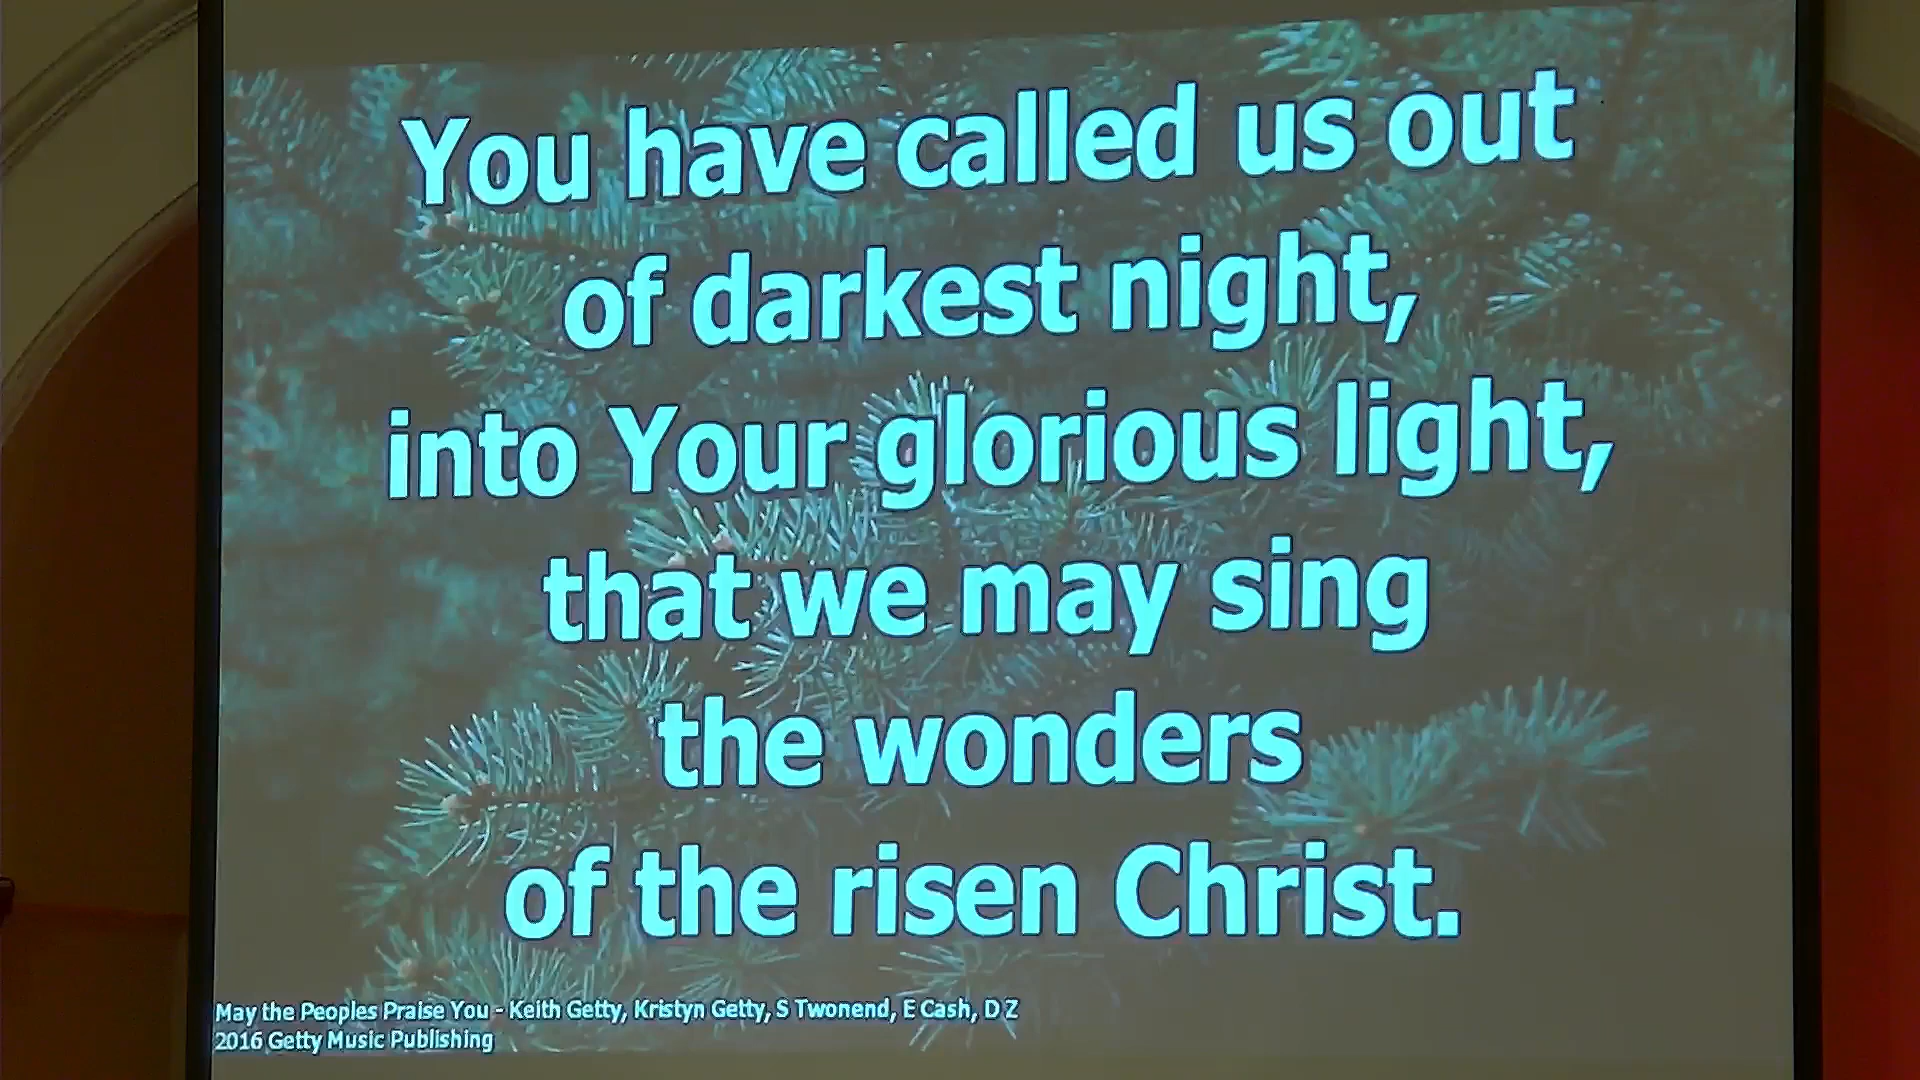 You have called us out
of darkest night,
into Your glorious light,
that we may sing
the wonders
of the risen Christ.
May the Peoples Praise You - Keith Getty, Kristyn Getty, S Twonend, E Cash, D Z
2016 Getty Music Publishing